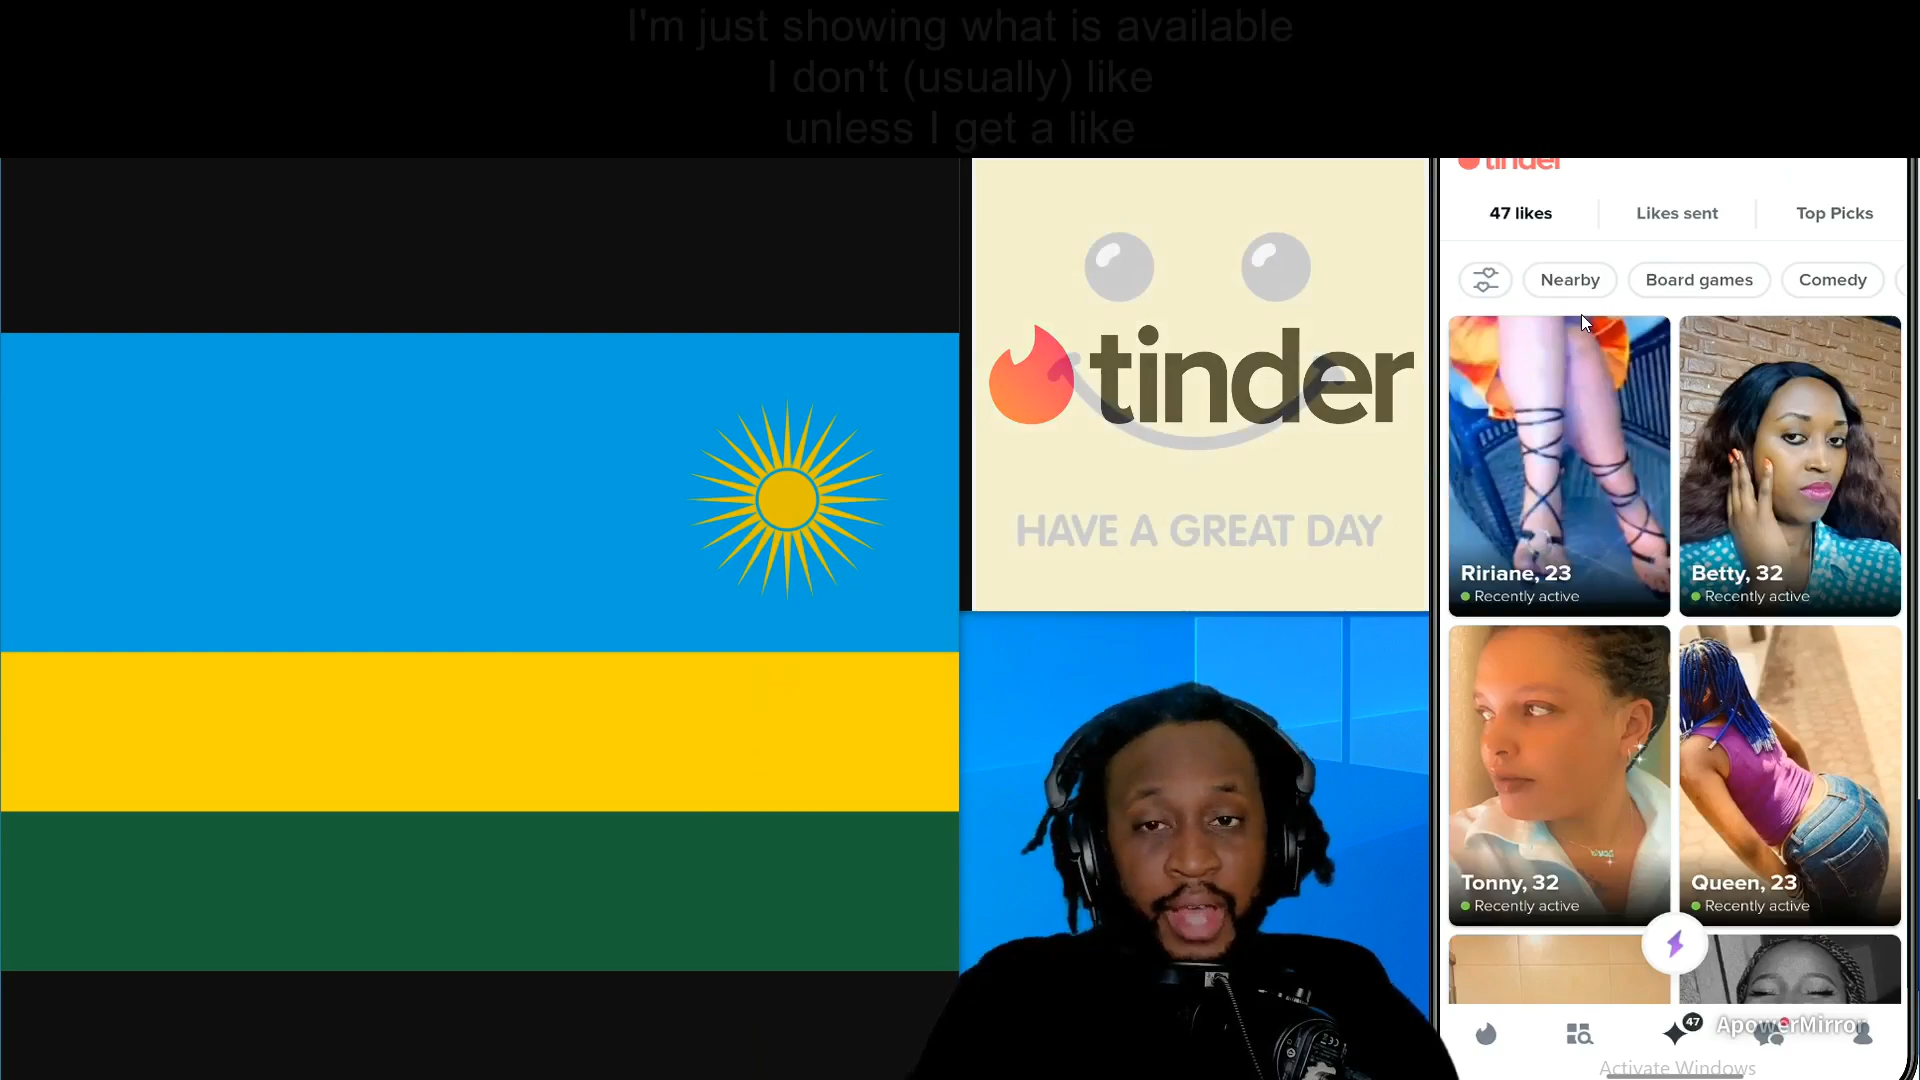 I'm just showing what is available
I don't (usually) like
unless I get a like
tinder
HAVE A GREAT DAY
tinder
47 likes
Likes sent
Top Picks
Nearby
Board games
Comedy
Ririane, 23
Recently active
Betty, 32
Recently active
Tonny, 32
Recently active
Queen, 23
Recently active
47
ApowerMirror
Activate Windows